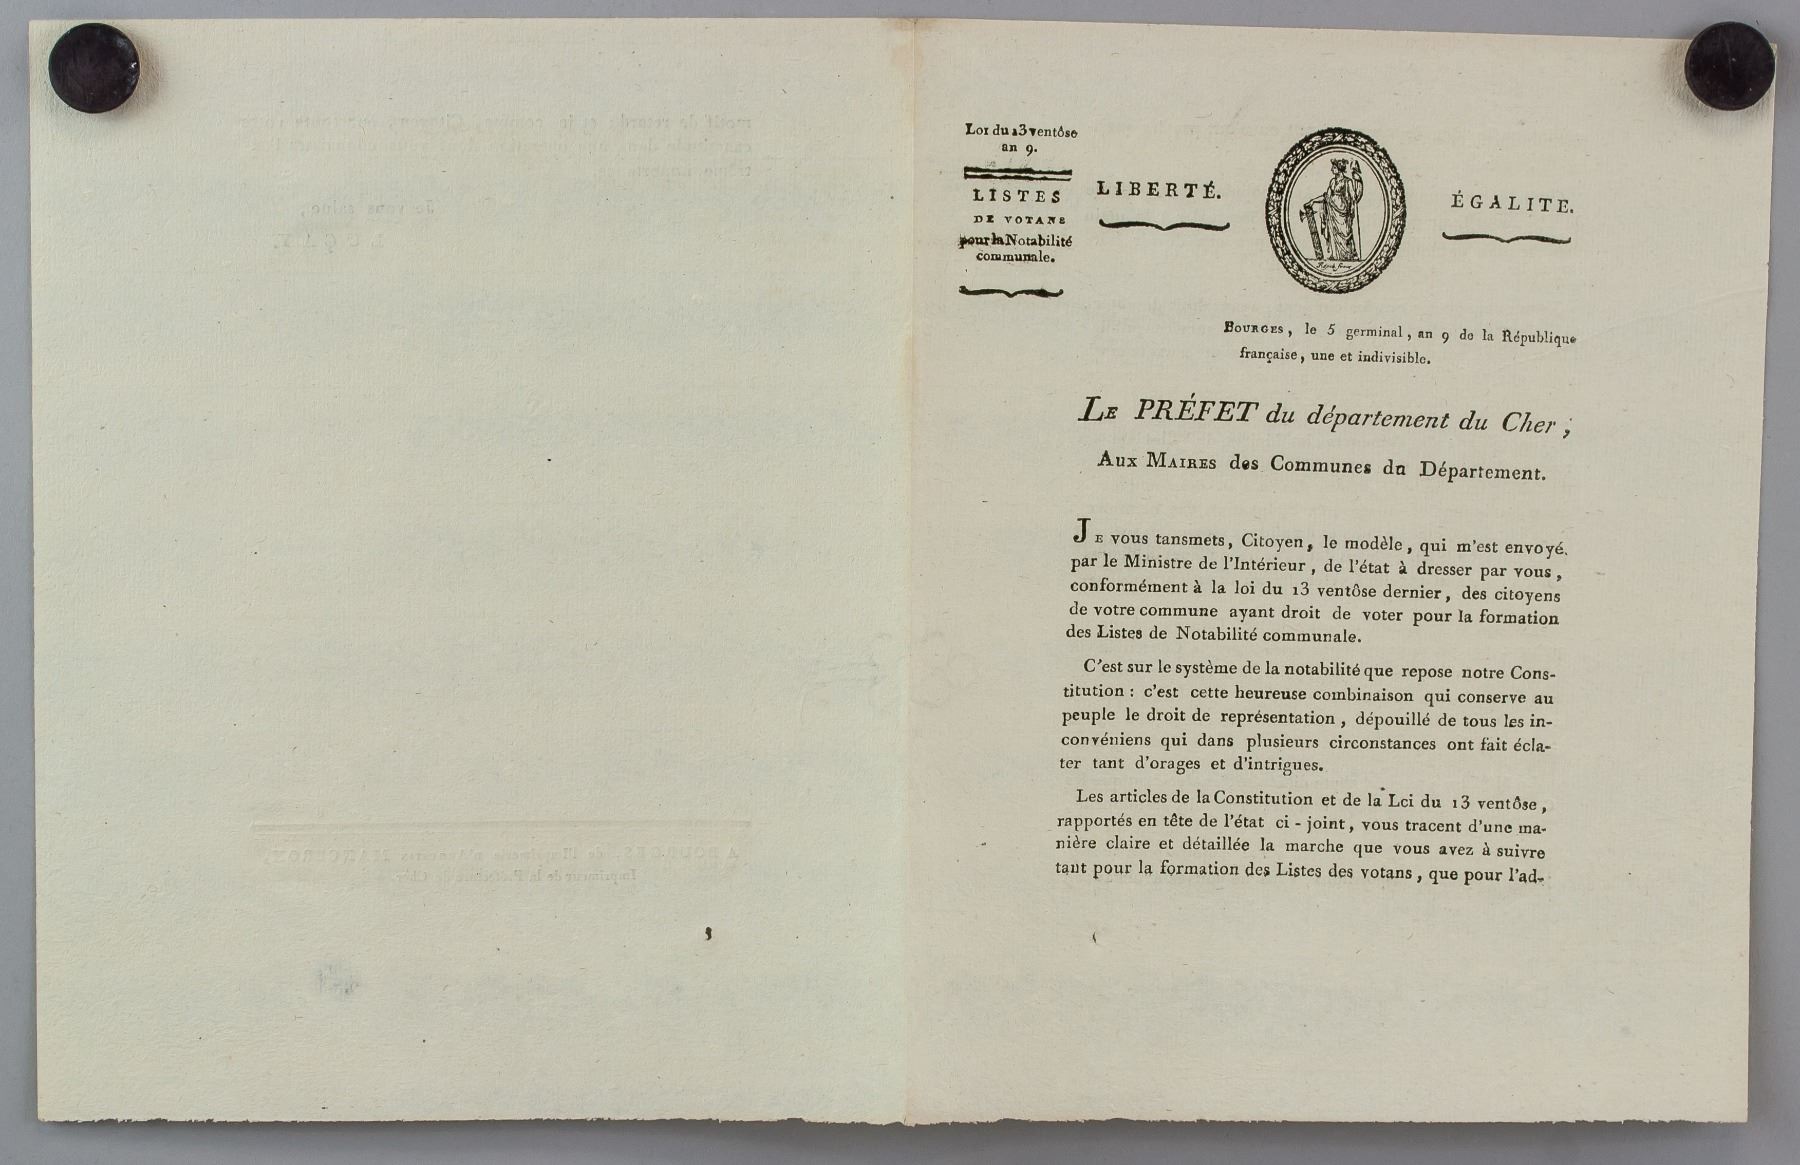 Loi du 13 ventôse
an 9.
LISTES
DE VOTANS
pour la Notabilité
communale.
LIBERTÉ.
ÉGALITE.
BOURGES, le 5 germinal, an 9 de la République
française, une et indivisible.
LE PRÉFET du département du Cher ;
AUX MAIRES des Communes du Département.
JE vous tansmets, Citoyen, le modèle, qui m'est envoyé
par le Ministre de l'Intérieur, de l'état à dresser par vous,
conformément à la loi du 13 ventôse dernier, des citoyens
de votre commune ayant droit de voter pour la formation
des Listes de Notabilité communale.
C'est sur le système de la notabilité que repose notre Cons-
titution : c'est cette heureuse combinaison qui conserve au
peuple le droit de représentation, dépouillé de tous les in-
convéniens qui dans plusieurs circonstances ont fait écla-
ter tant d'orages et d'intrigues.
Les articles de la Constitution et de la Lci du 13 ventôse,
rapportés en tête de l'état ci-joint, vous tracent d'une ma-
nière claire et détaillée la marche que vous avez à suivre
tant pour la formation des Listes des votans, que pour l'ad-